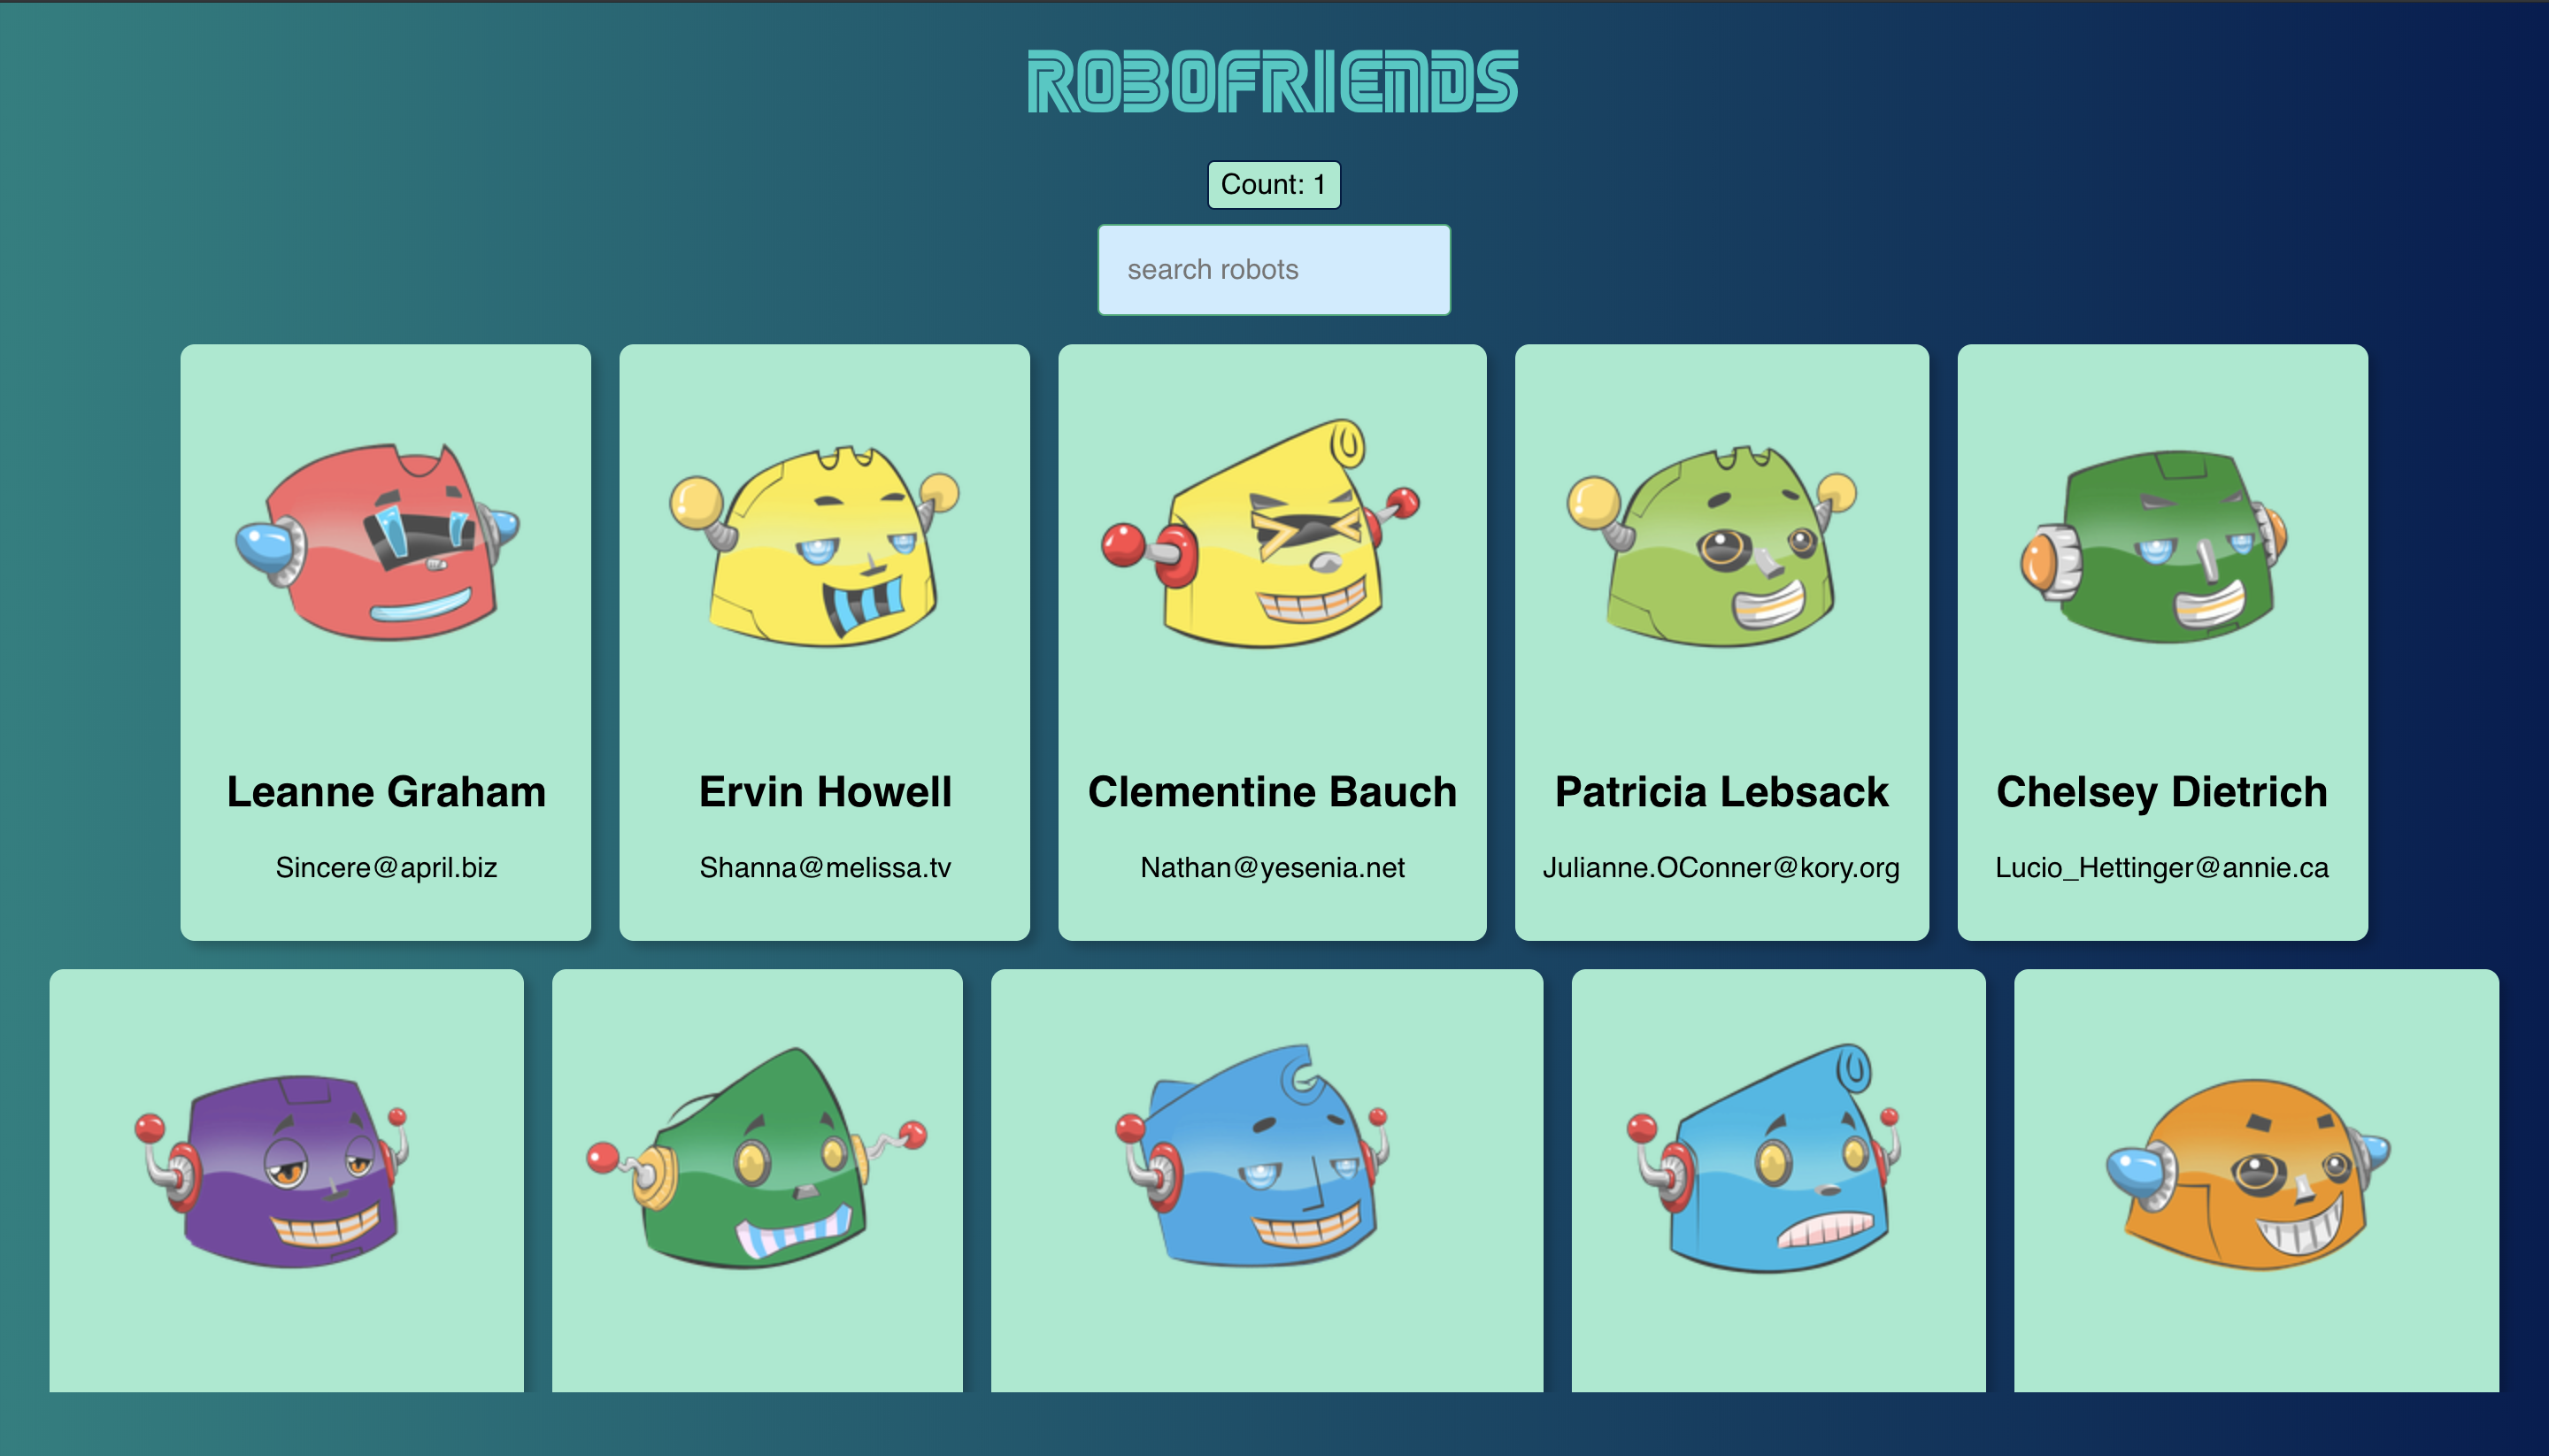 ROBOFRIENDS
Count: 1
search robots
Leanne Graham
Sincere@april.biz
Ervin Howell
Shanna@melissa.tv
Clementine Bauch
Nathan@yesenia.net
Patricia Lebsack
Julianne.OConner@kory.org
Chelsey Dietrich
Lucio_Hettinger@annie.ca